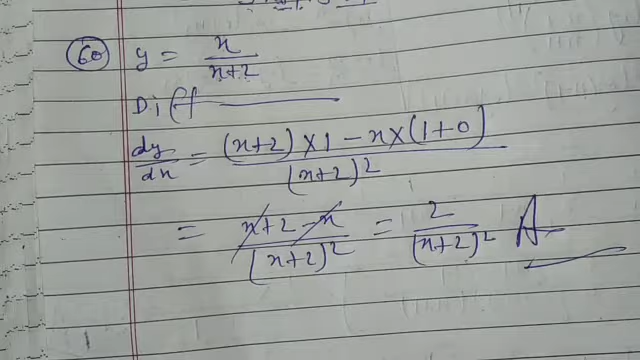 60 y = x/(x+2)
Diff
dy/dx = ((x+2) × 1 - x × (1+0))/(x+2)²
= (x+2-x)/(x+2)² = 2/(x+2)² A